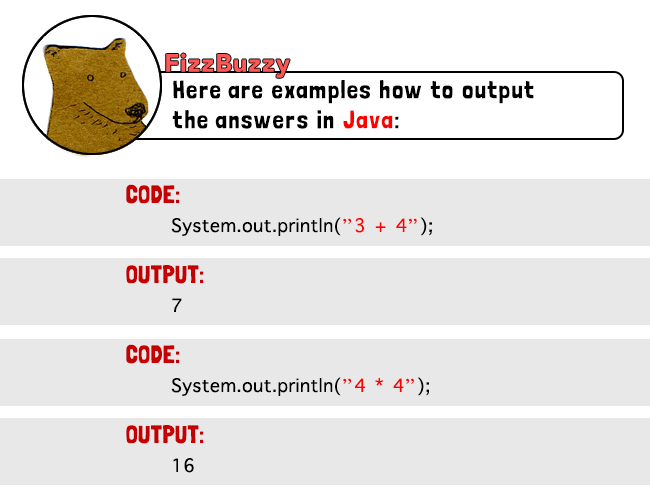 FizzBuzzy
Here are examples how to output
the answers in Java:
CODE:
System.out.println(”3 + 4”);
OUTPUT:
7
CODE:
System.out.println(”4 * 4”);
OUTPUT:
16